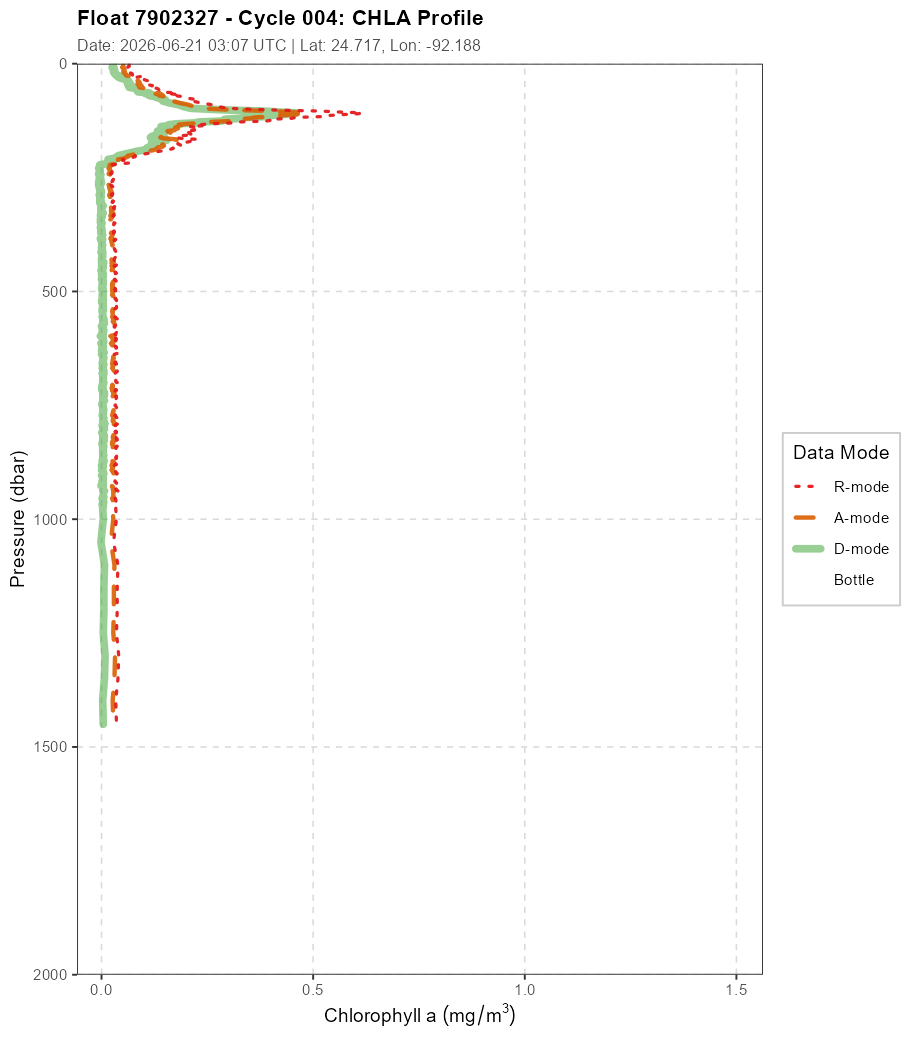 Float 7902327 - Cycle 004: CHLA Profile
Date: 2026-06-21 03:07 UTC | Lat: 24.717, Lon: -92.188
0
500
1000
1500
2000
Pressure (dbar)
0.0 0.5 1.0 1.5
Chlorophyll a (mg/m³)
Data Mode
R-mode
A-mode
D-mode
Bottle